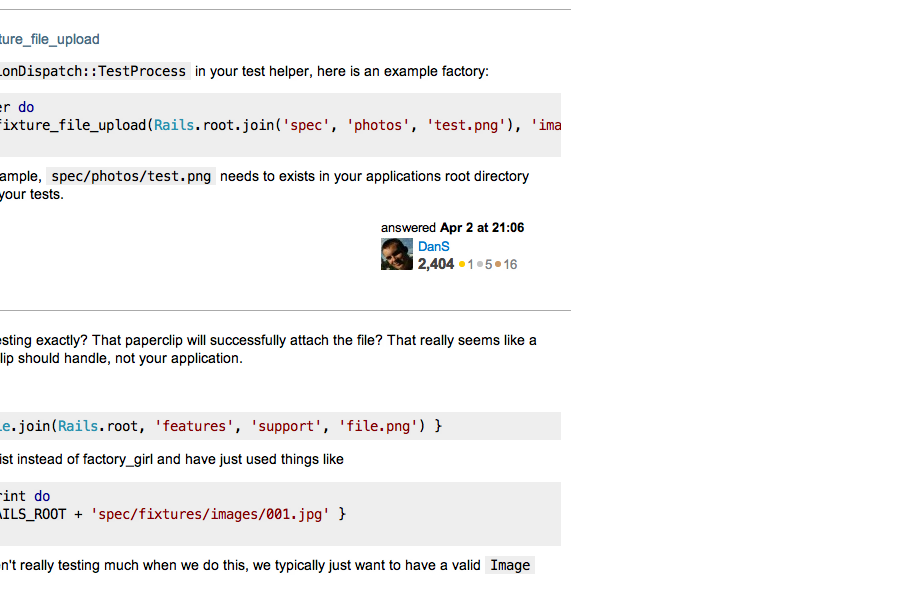 ture_file_upload
ionDispatch::TestProcess in your test helper, here is an example factory:
er do
fixture_file_upload(Rails.root.join('spec', 'photos', 'test.png'), 'ima
ample, spec/photos/test.png needs to exists in your applications root directory
your tests.
answered Apr 2 at 21:06
DanS
2,404 ●1 ●5 ●16
esting exactly? That paperclip will successfully attach the file? That really seems like a
lip should handle, not your application.
le.join(Rails.root, 'features', 'support', 'file.png') }
ist instead of factory_girl and have just used things like
rint do
AILS_ROOT + 'spec/fixtures/images/001.jpg' }
en't really testing much when we do this, we typically just want to have a valid Image